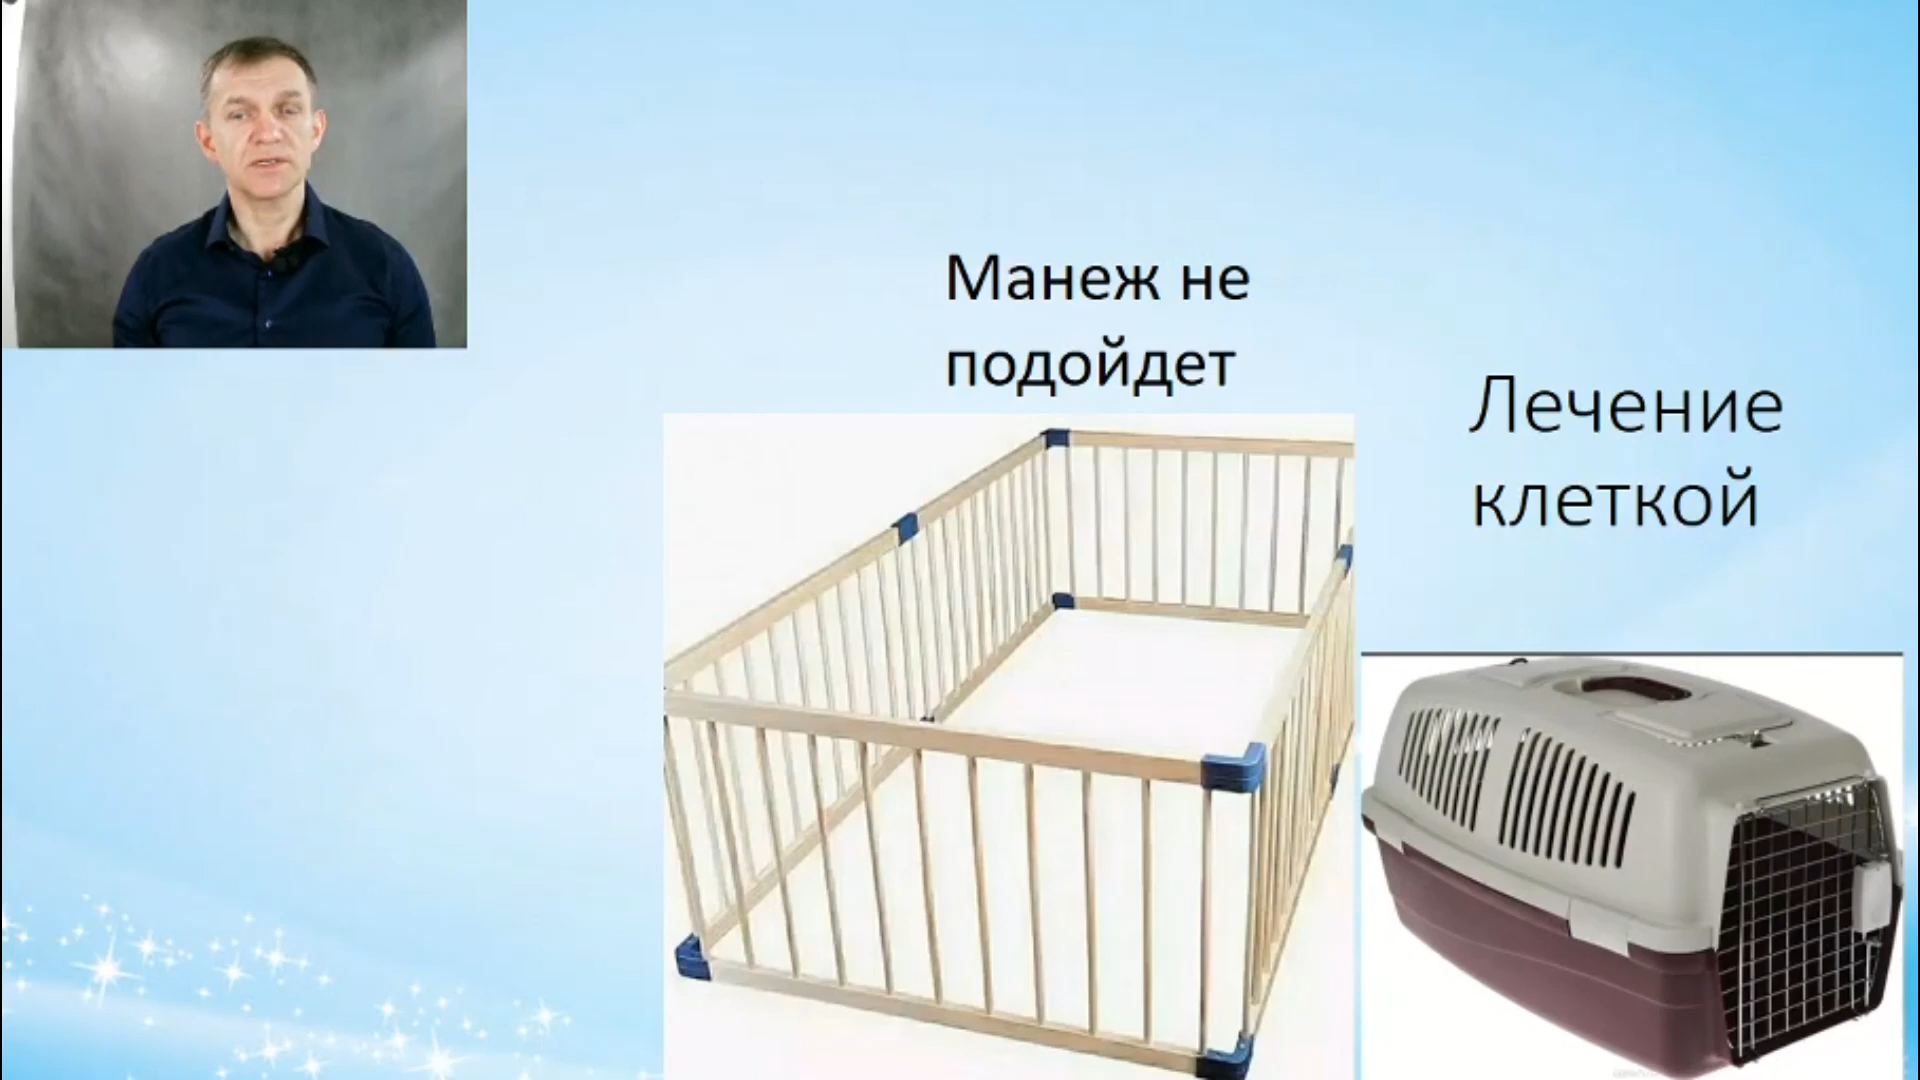 Манеж не
подойдет
Лечение
клеткой